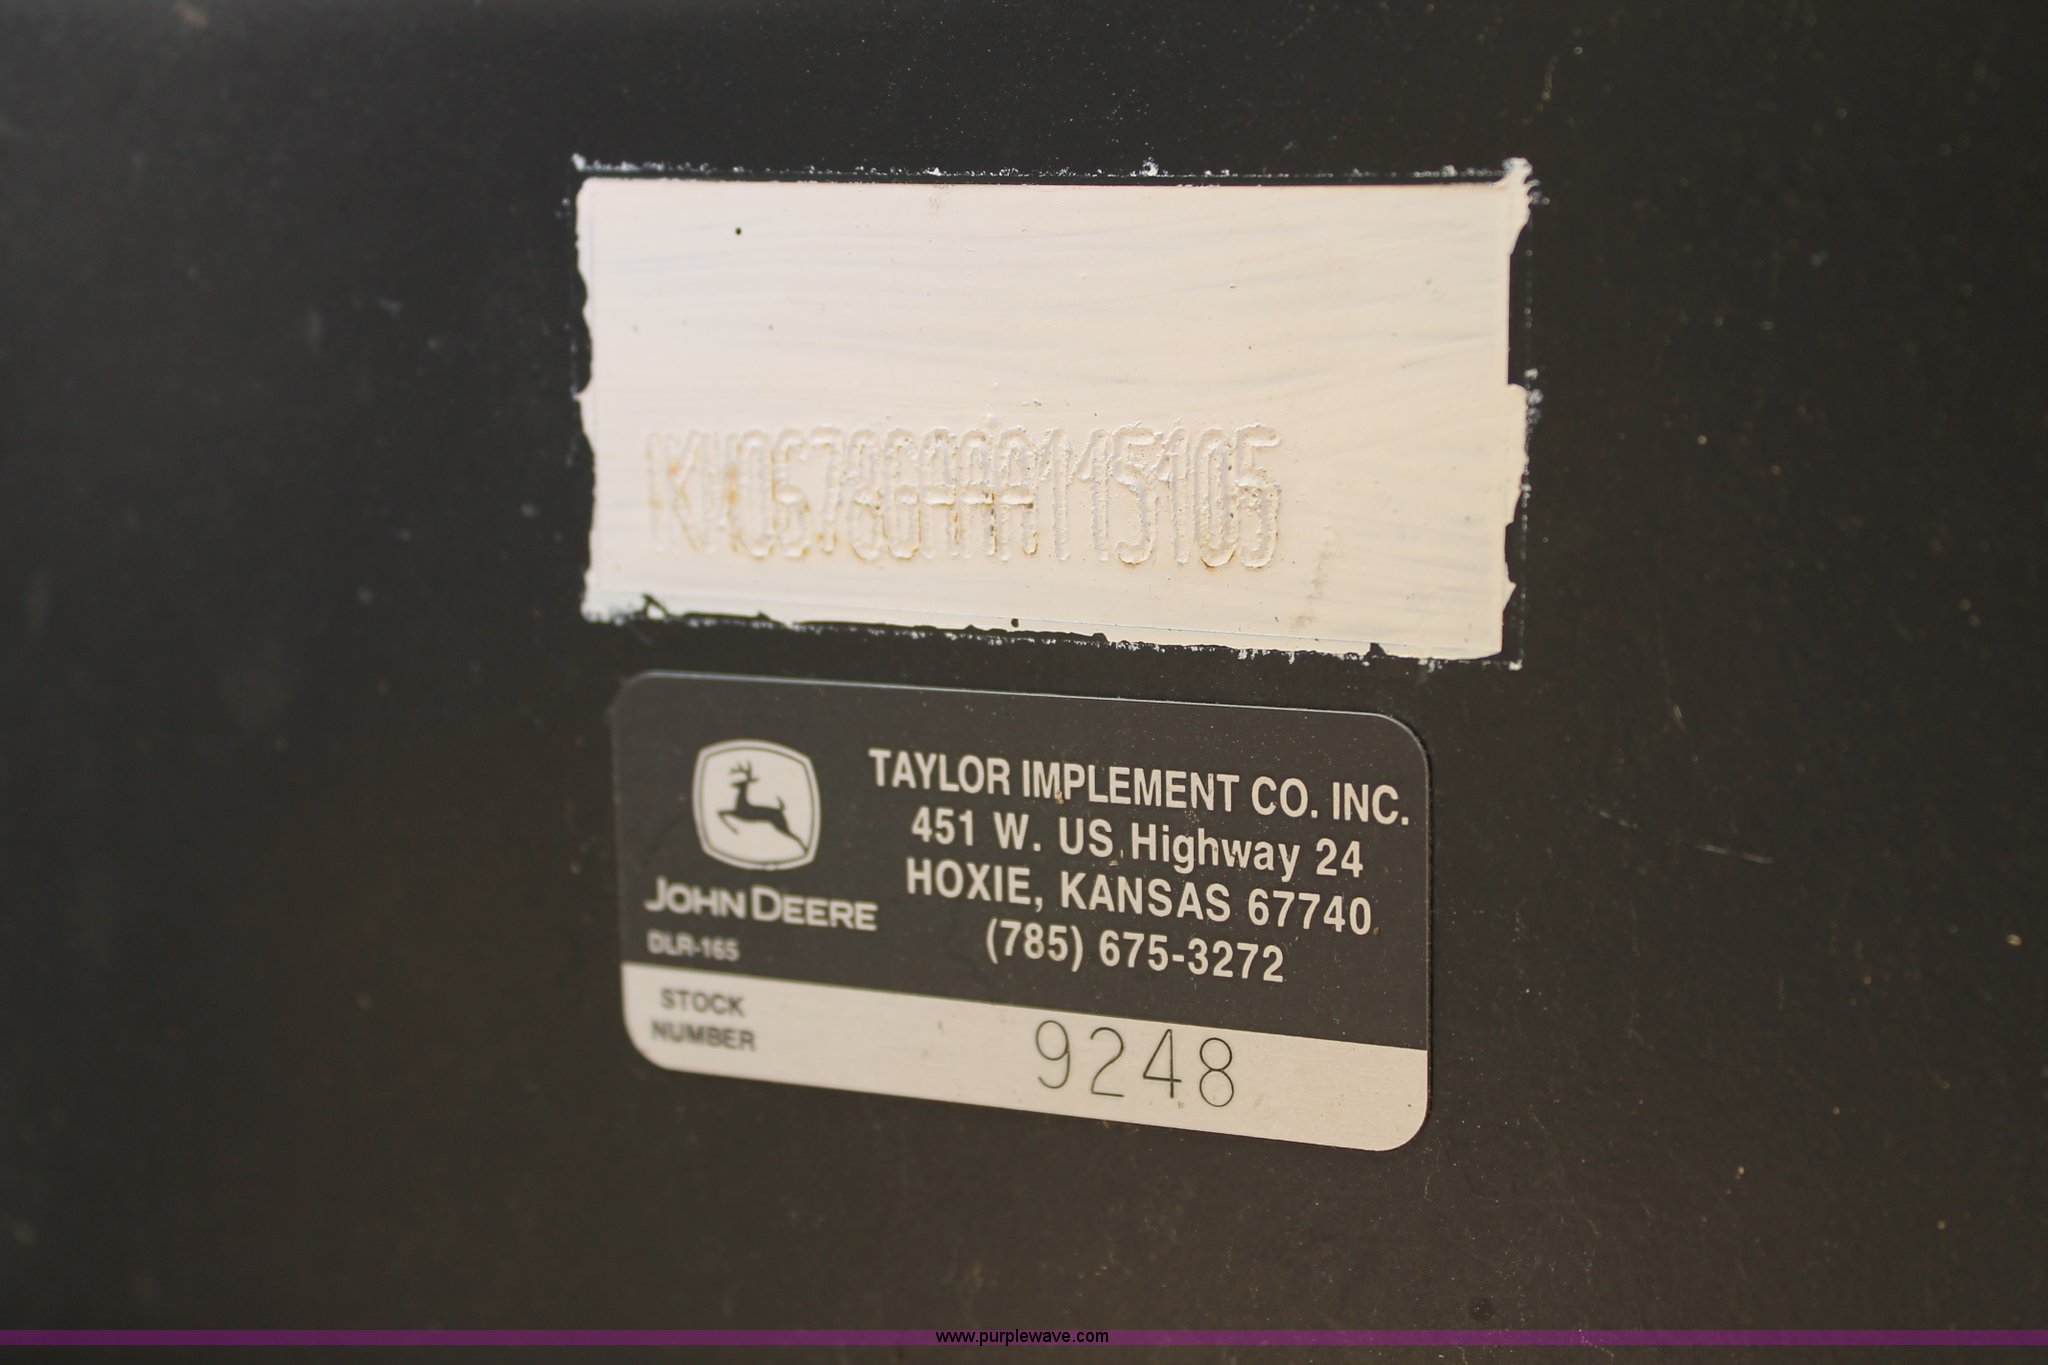 1KW0678GAAA115105
TAYLOR IMPLEMENT CO. INC.
451 W. US Highway 24
HOXIE, KANSAS 67740
(785) 675-3272
JOHN DEERE
DLR-165
STOCK
NUMBER
9248
www.purplewave.com